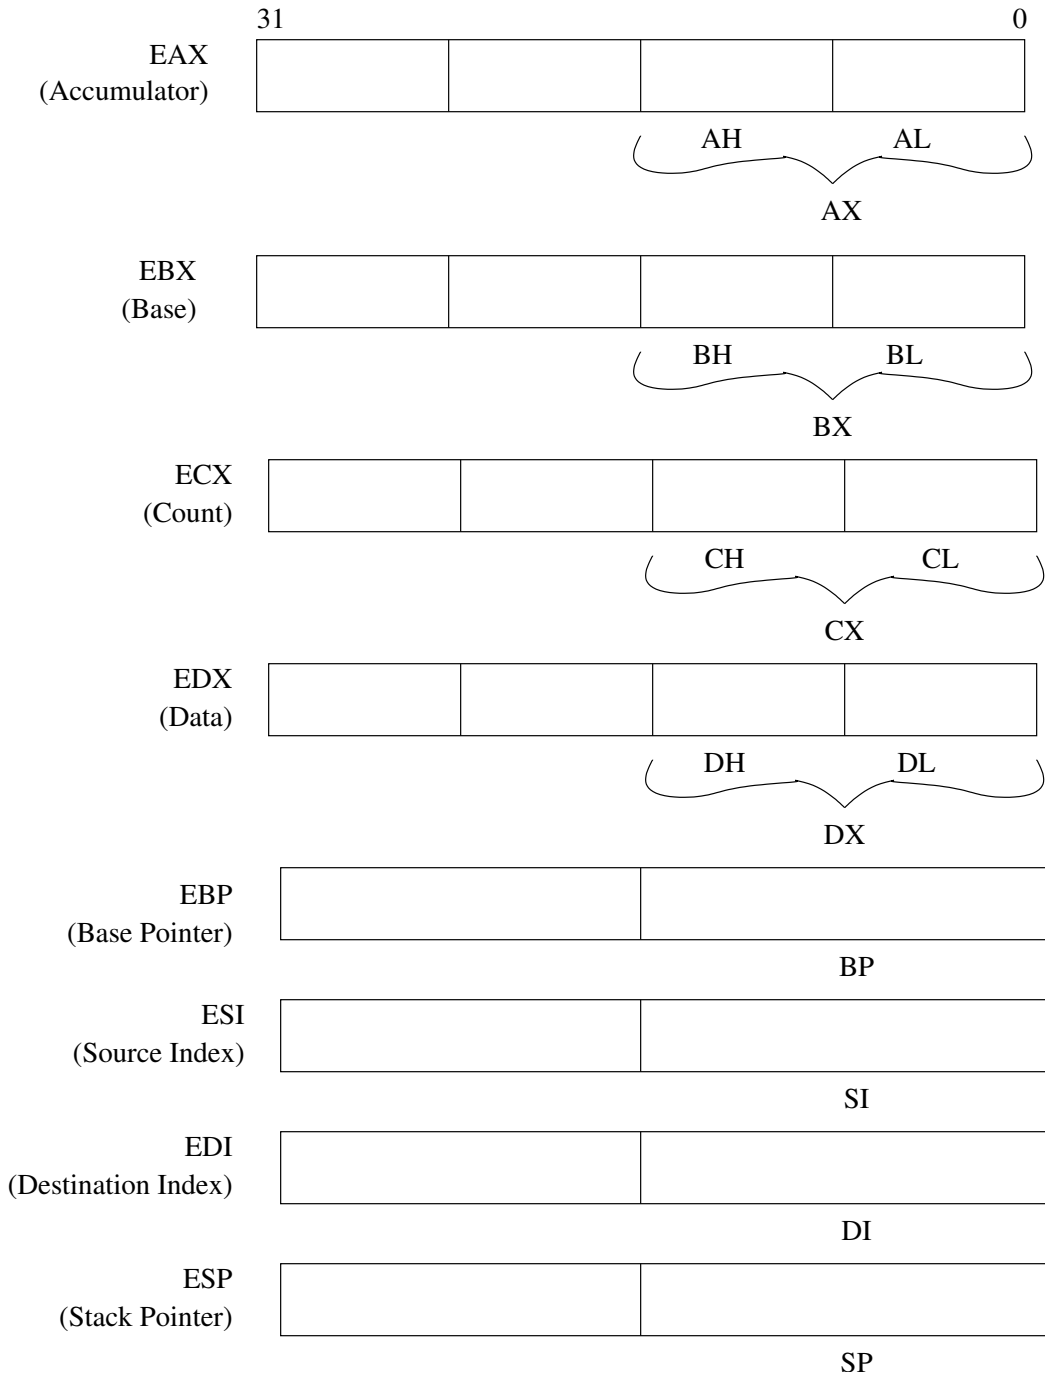 31 0
EAX
(Accumulator)
AH AL
AX
EBX
(Base)
BH BL
BX
ECX
(Count)
CH CL
CX
EDX
(Data)
DH DL
DX
EBP
(Base Pointer)
BP
ESI
(Source Index)
SI
EDI
(Destination Index)
DI
ESP
(Stack Pointer)
SP